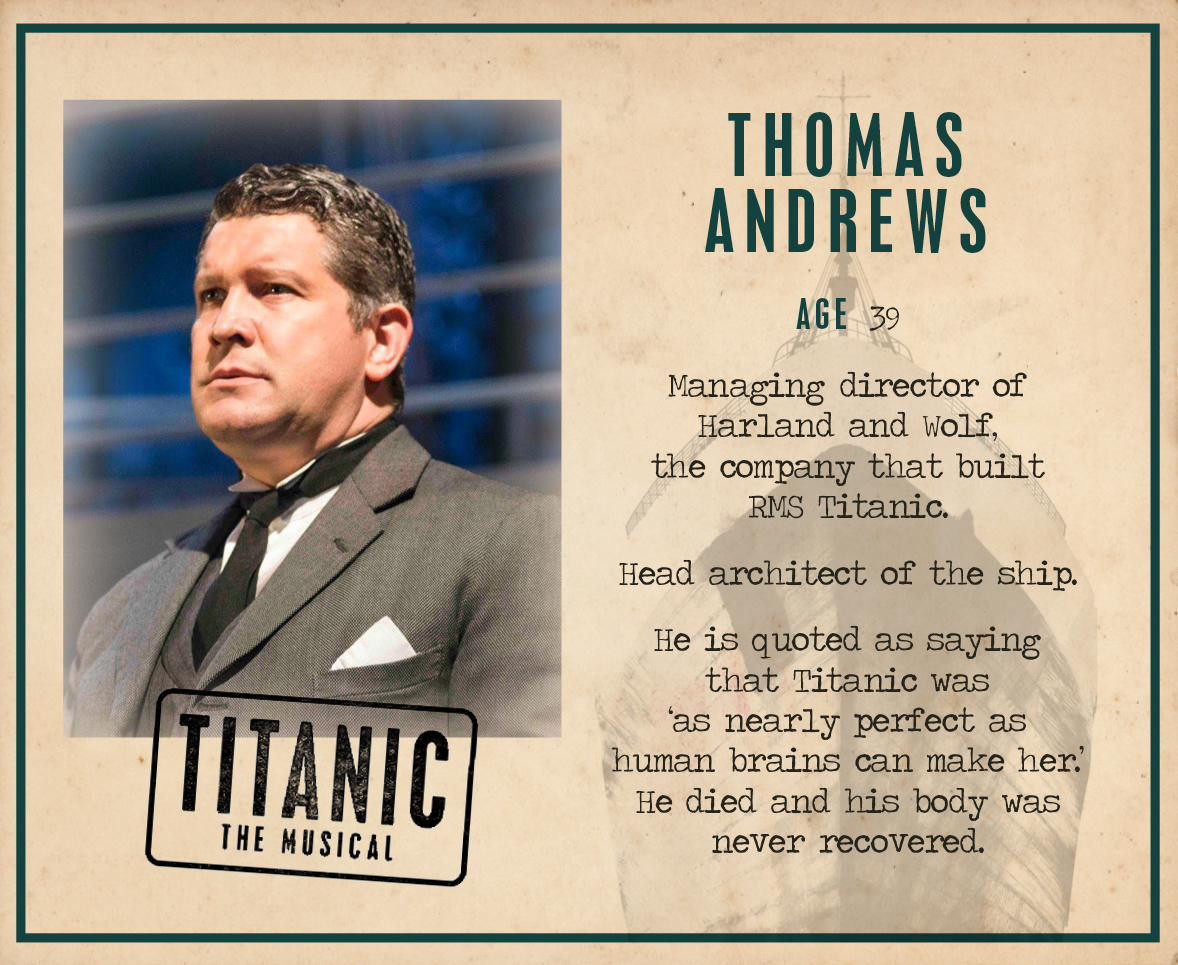 THOMAS
ANDREWS
AGE 39
Managing director of
Harland and Wolf,
the company that built
RMS Titanic.
Head architect of the ship.
He is quoted as saying
that Titanic was
‘as nearly perfect as
human brains can make her.’
He died and his body was
never recovered.
TITANIC
THE MUSICAL